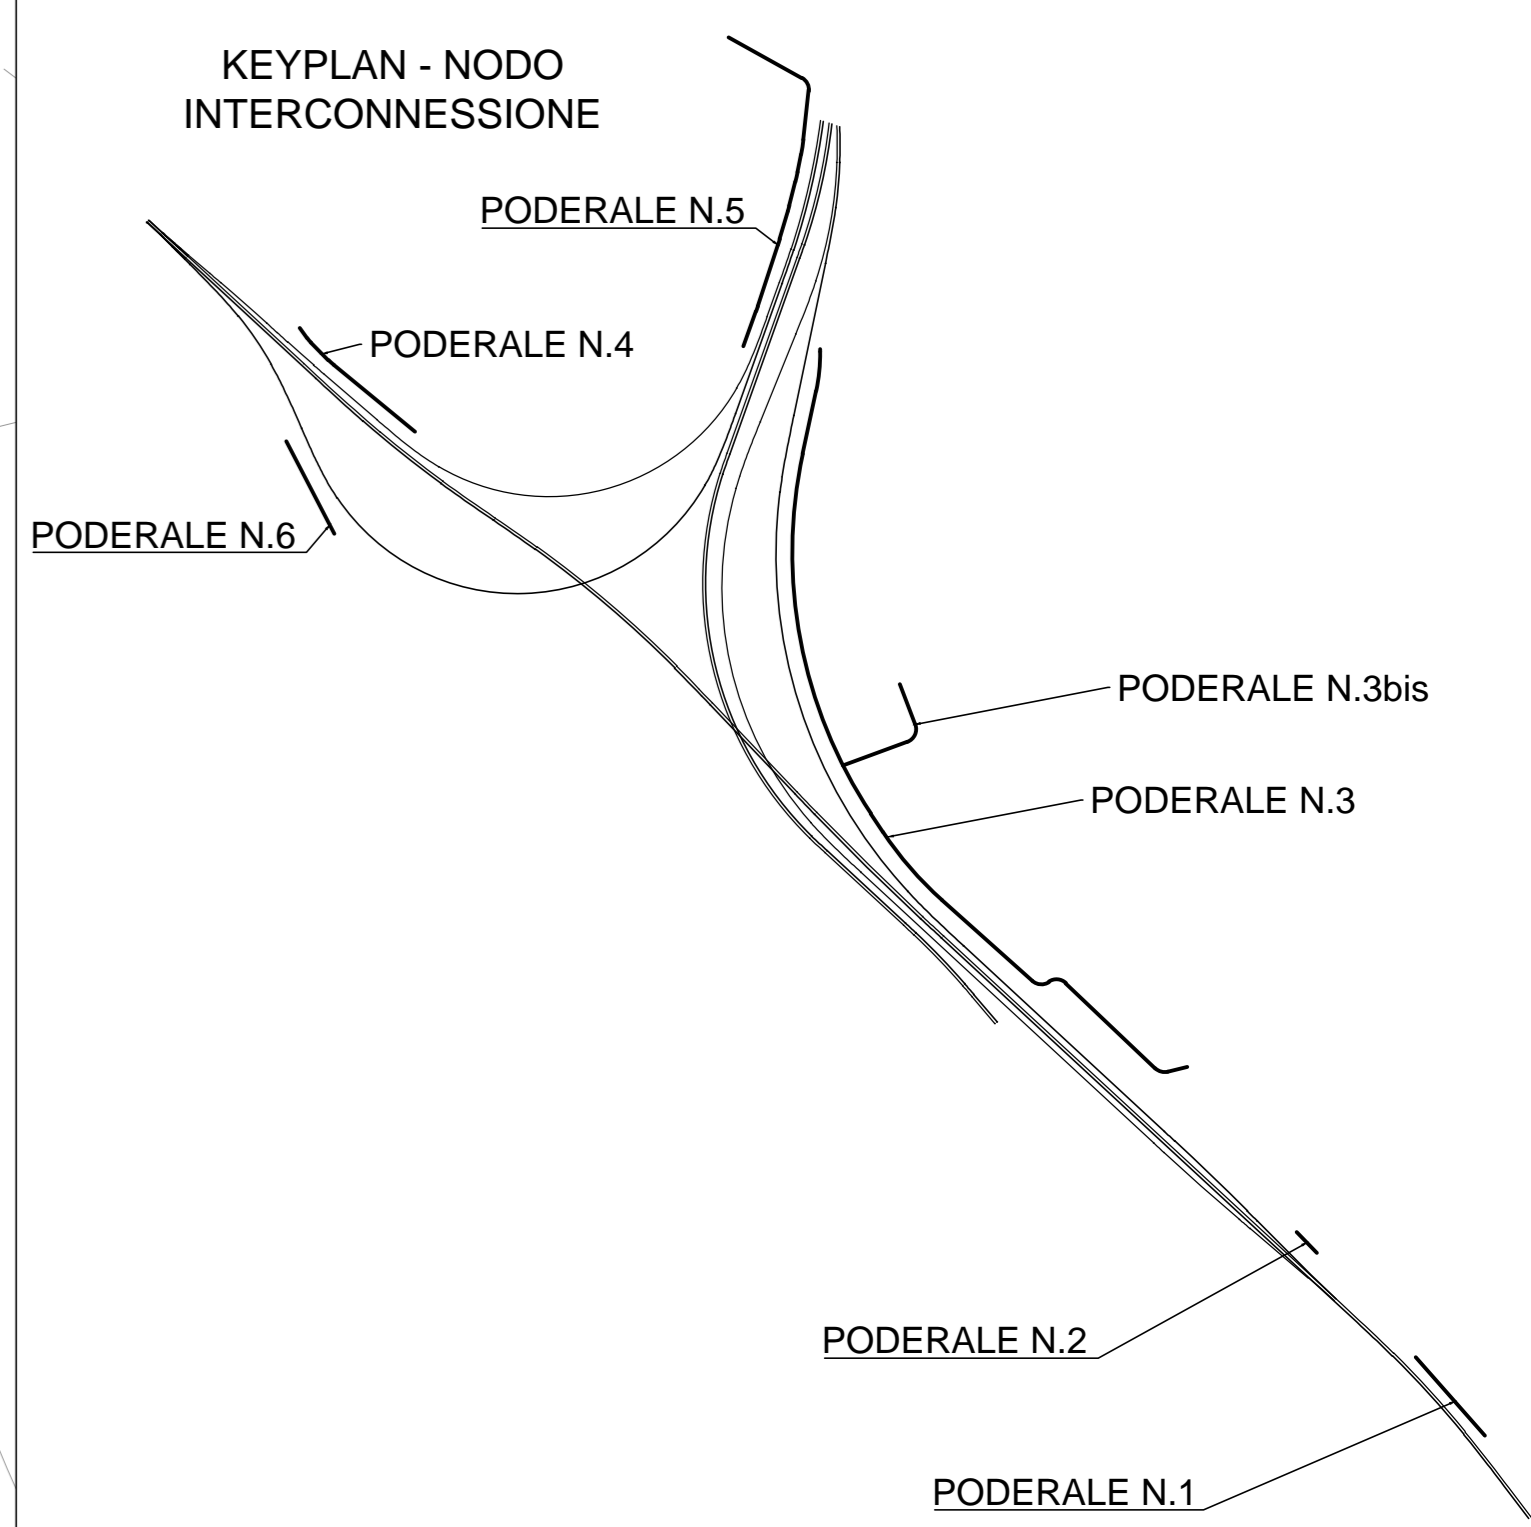 KEYPLAN - NODO
INTERCONNESSIONE
PODERALE N.5
PODERALE N.4
PODERALE N.6
PODERALE N.3bis
PODERALE N.3
PODERALE N.2
PODERALE N.1